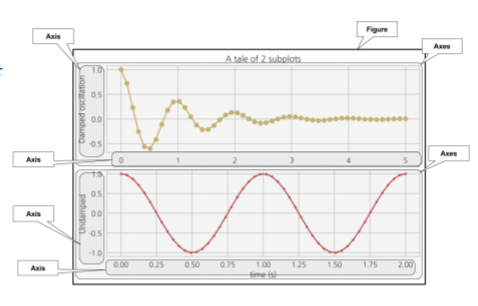 Figure
Axis
Axes
A tale of 2 subplots
Damped oscillation
1.0
0.5
0.0
-0.5
0 1 2 3 4 5
Axis
Axes
Undamped
1.0
0.5
0.0
-0.5
-1.0
Axis
0.00 0.25 0.50 0.75 1.00 1.25 1.50 1.75 2.00
time (s)
Axis